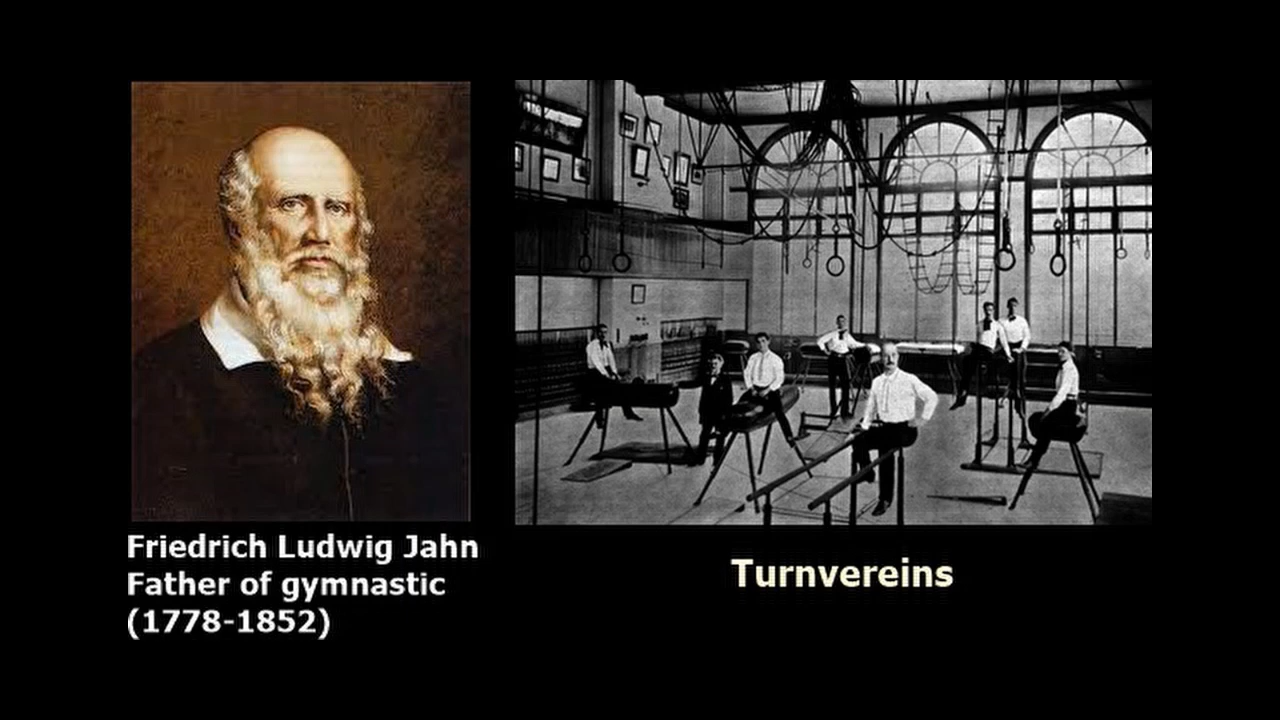 Friedrich Ludwig Jahn
Father of gymnastic
(1778-1852)
Turnvereins